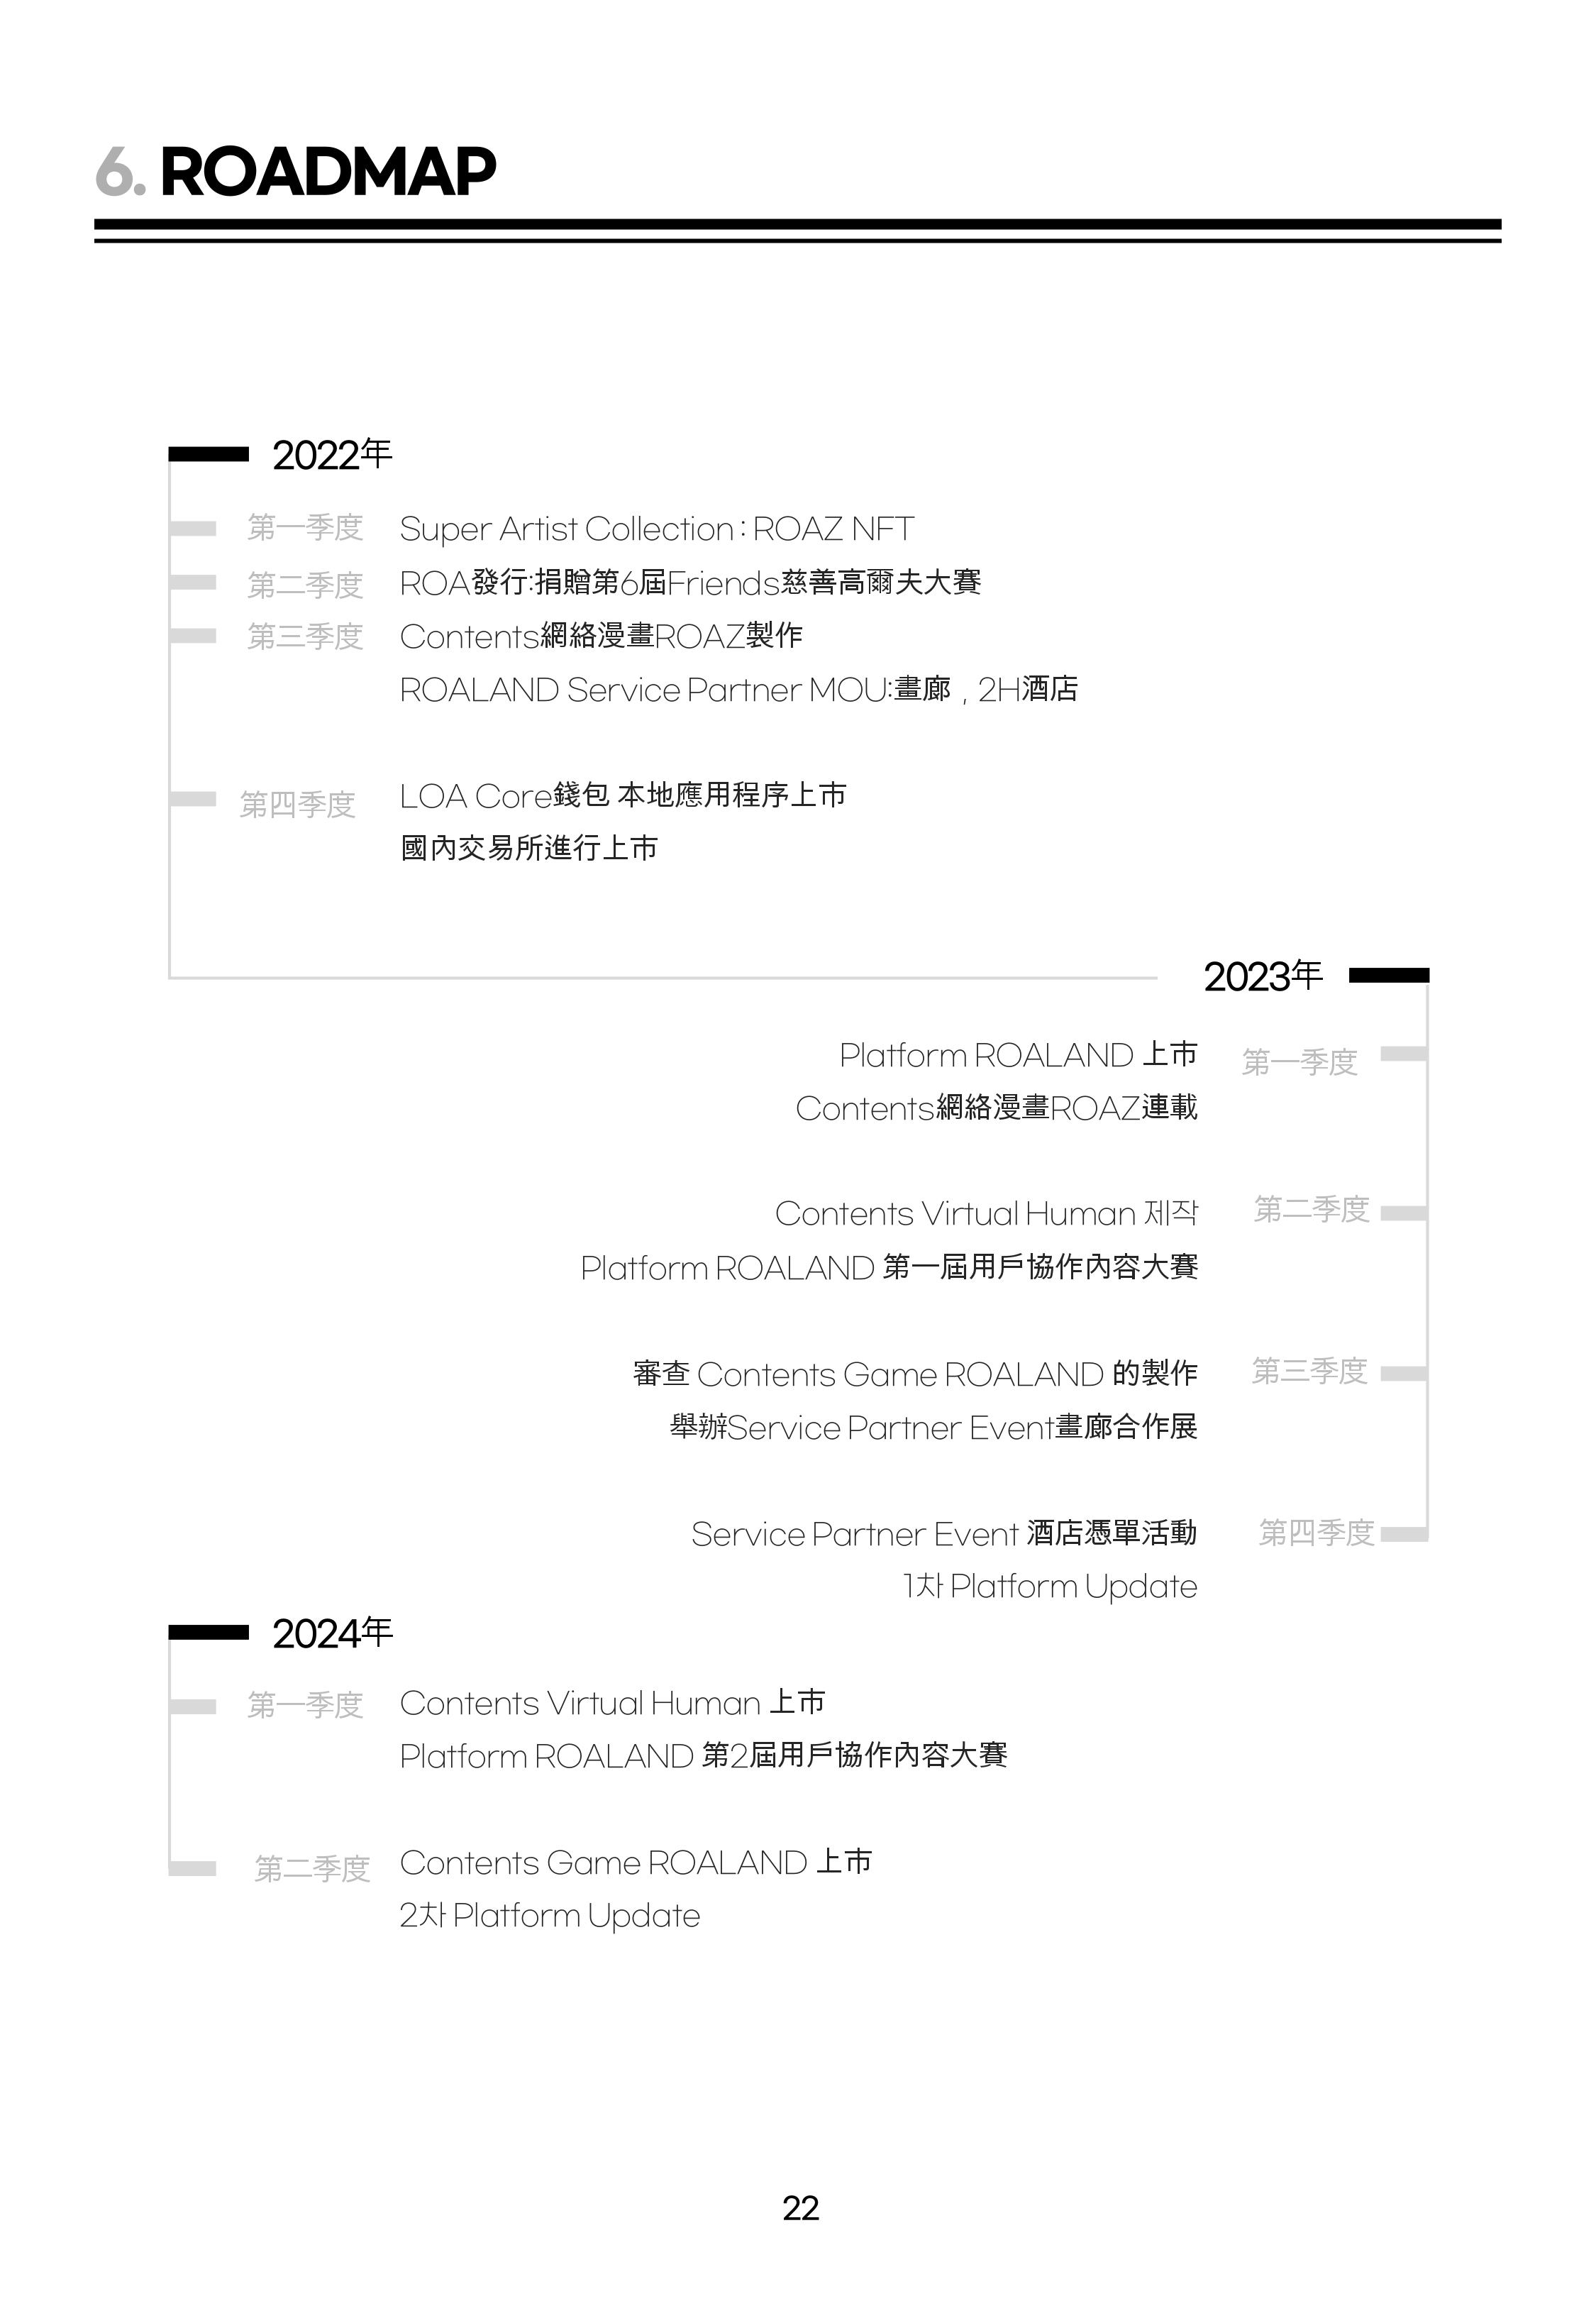 6. ROADMAP
2022年
第一季度 Super Artist Collection : ROAZ NFT
第二季度 ROA發行:捐贈第6屆Friends慈善高爾夫大賽
第三季度 Contents網絡漫畫ROAZ製作
ROALAND Service Partner MOU:畫廊 , 2H酒店
第四季度 LOA Core錢包 本地應用程序上市
國內交易所進行上市
2023年
Platform ROALAND 上市 第一季度
Contents網絡漫畫ROAZ連載
Contents Virtual Human 제작 第二季度
Platform ROALAND 第一屆用戶協作內容大賽
審查 Contents Game ROALAND 的製作 第三季度
舉辦Service Partner Event畫廊合作展
Service Partner Event 酒店憑單活動 第四季度
1차 Platform Update
2024年
第一季度 Contents Virtual Human 上市
Platform ROALAND 第2屆用戶協作內容大賽
第二季度 Contents Game ROALAND 上市
2차 Platform Update
22